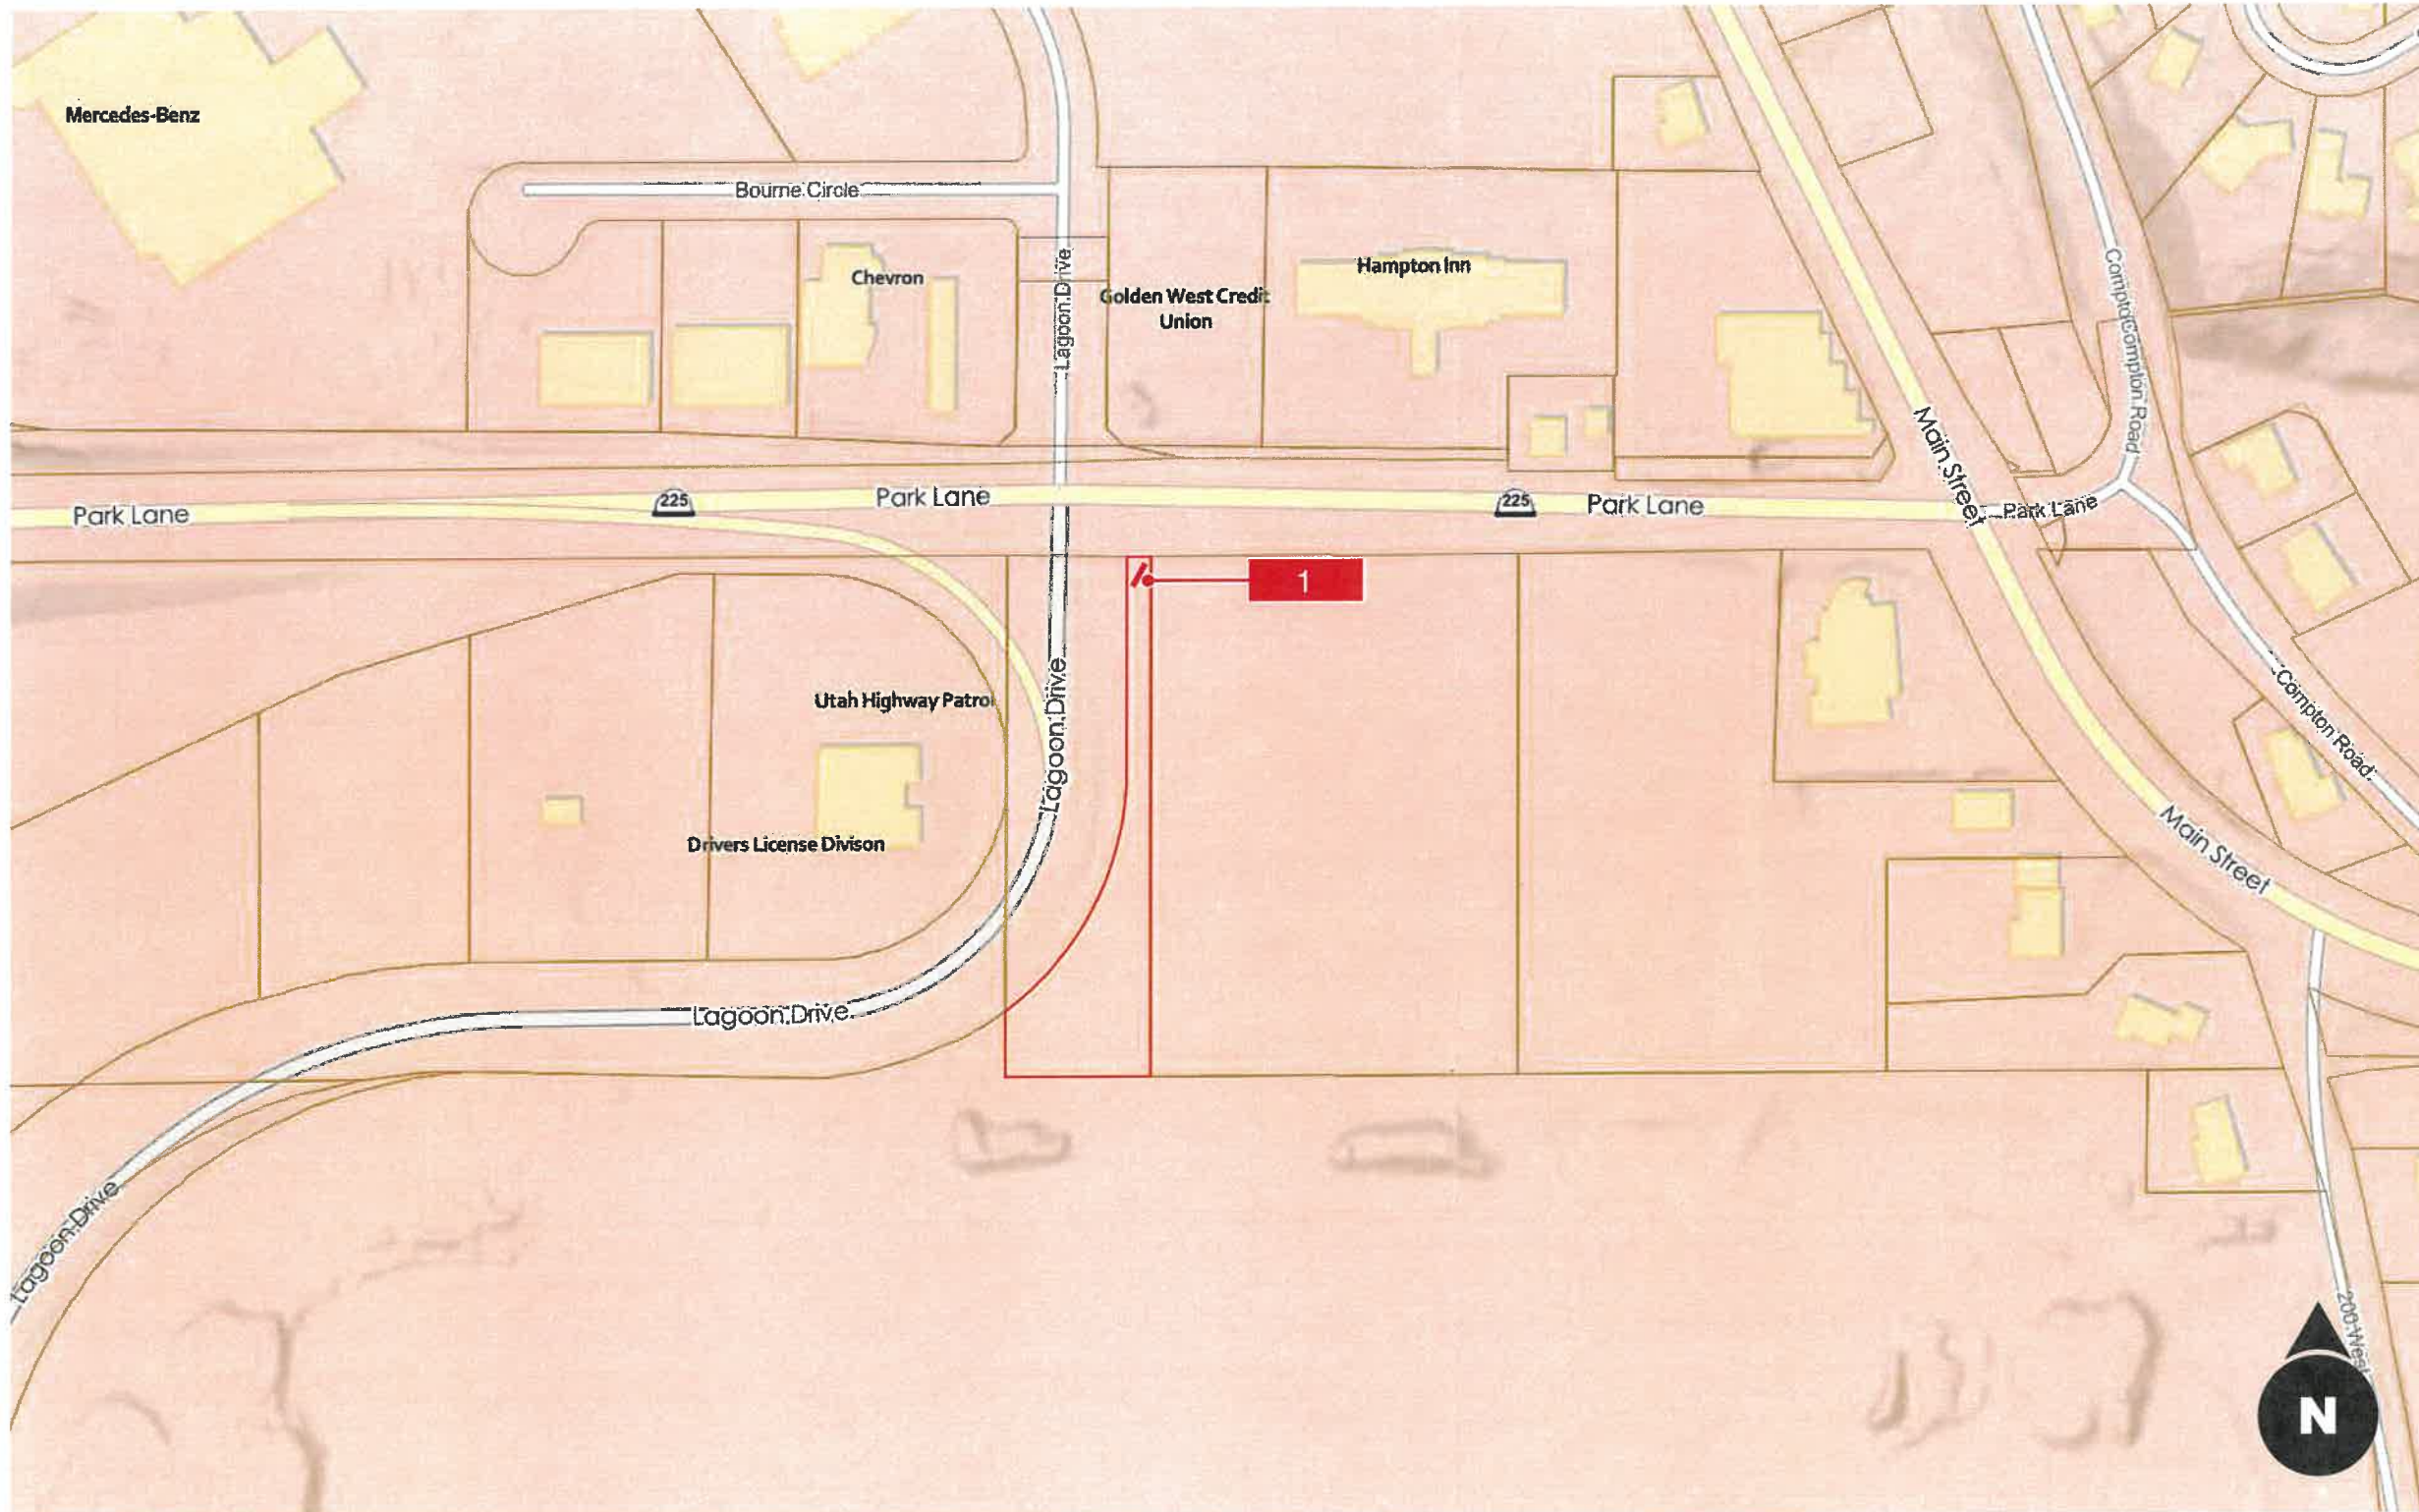 Mercedes-Benz
Bourne Circle
Chevron
Lagoon Drive
Golden West Credit
Union
Hampton Inn
Compton Road
Main Street
Park Lane
225
Park Lane
225
Park Lane
Park Lane
1
Utah Highway Patrol
Lagoon Drive
Compton Road
Drivers License Divison
Main Street
Lagoon Drive
Lagoon Drive
200 West
N